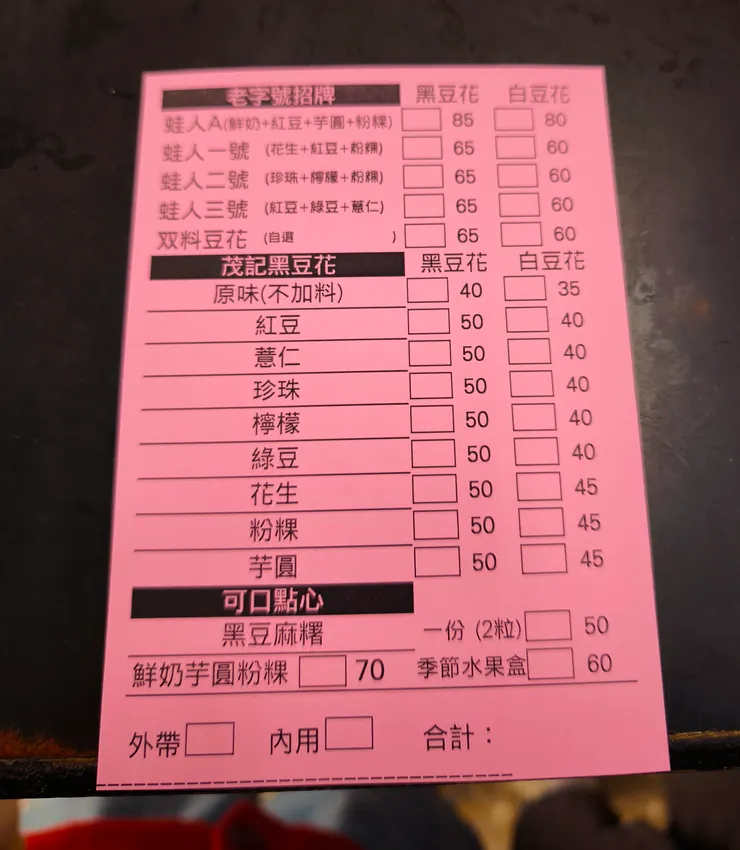 老字號招牌 黑豆花 白豆花
蛙人A(鮮奶+紅豆+芋圓+粉粿) 85 80
蛙人一號 (花生+紅豆+粉粿) 65 60
蛙人二號 (珍珠+檸檬+粉粿) 65 60
蛙人三號 (紅豆+綠豆+薏仁) 65 60
双料豆花 (自選 ) 65 60
茂記黑豆花 黑豆花 白豆花
原味(不加料) 40 35
紅豆 50 40
薏仁 50 40
珍珠 50 40
檸檬 50 40
綠豆 50 40
花生 50 45
粉粿 50 45
芋圓 50 45
可口點心
黑豆麻糬 一份 (2粒) 50
鮮奶芋圓粉粿 70 季節水果盒 60
外帶 內用 合計：